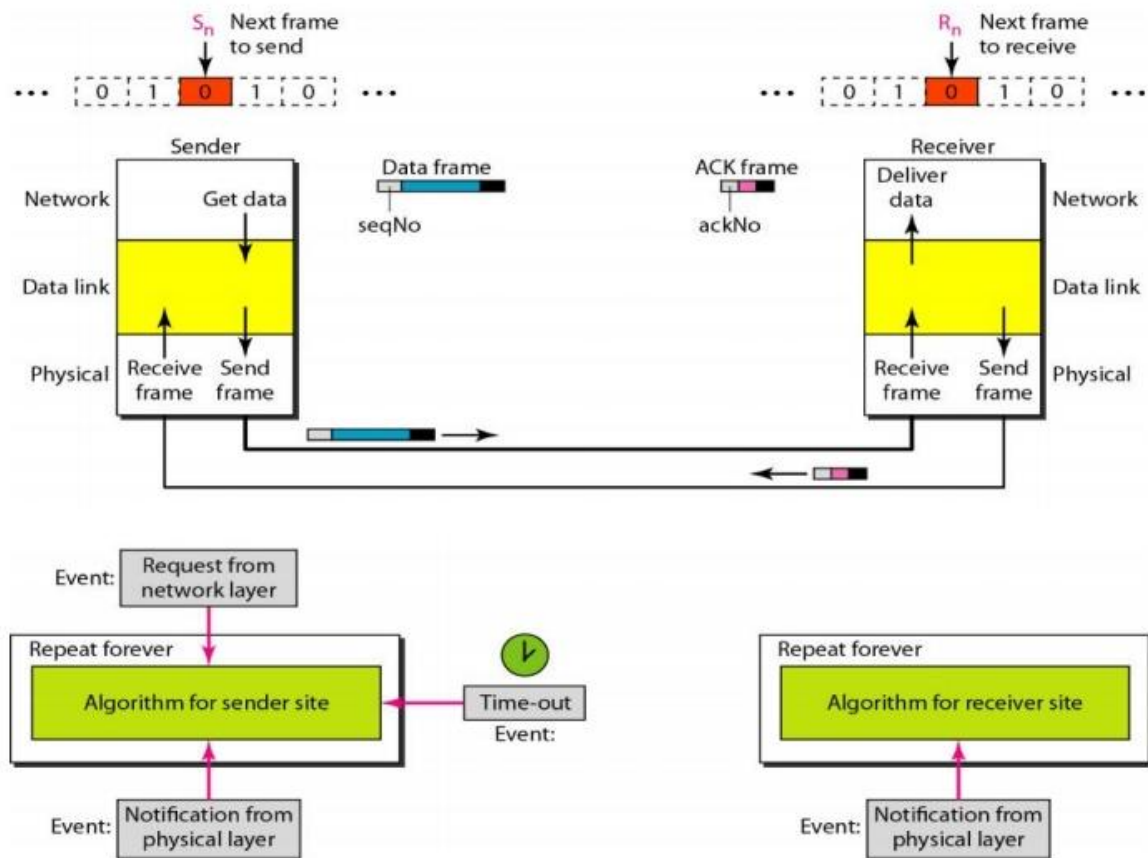 Sn Next frame
to send
Rn Next frame
to receive
... 0 1 0 1 0 ...
... 0 1 0 1 0 ...
Sender
Receiver
Data frame
ACK frame
Network
Get data
seqNo
ackNo
Deliver
data
Network
Data link
Data link
Physical
Receive
frame
Send
frame
Receive
frame
Send
frame
Physical
Event:
Request from
network layer
Repeat forever
Algorithm for sender site
Time-out
Event:
Repeat forever
Algorithm for receiver site
Event:
Notification from
physical layer
Event:
Notification from
physical layer